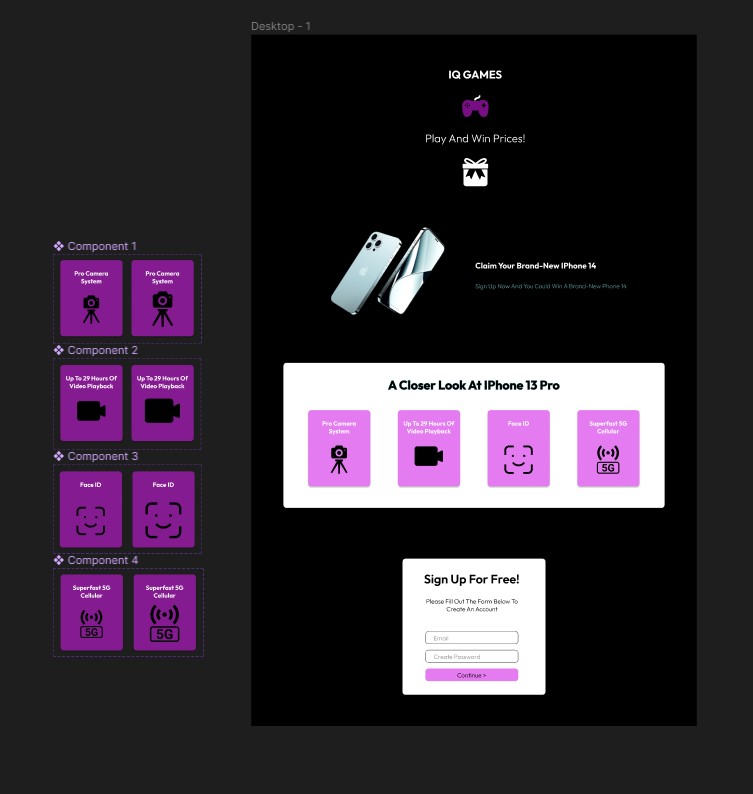 Desktop - 1
IQ GAMES
Play And Win Prices!
Claim Your Brand-New IPhone 14
Sign Up Now And You Could Win A Brand-New Phone 14
A Closer Look At IPhone 13 Pro
Pro Camera
System
Up To 29 Hours Of
Video Playback
Face ID
Superfast 5G
Cellular
5G
Sign Up For Free!
Please Fill Out The Form Below To
Create An Account
Email
Create Password
Continue >
Component 1
Pro Camera
System
Pro Camera
System
Component 2
Up To 29 Hours Of
Video Playback
Up To 29 Hours Of
Video Playback
Component 3
Face ID
Face ID
Component 4
Superfast 5G
Cellular
5G
Superfast 5G
Cellular
5G